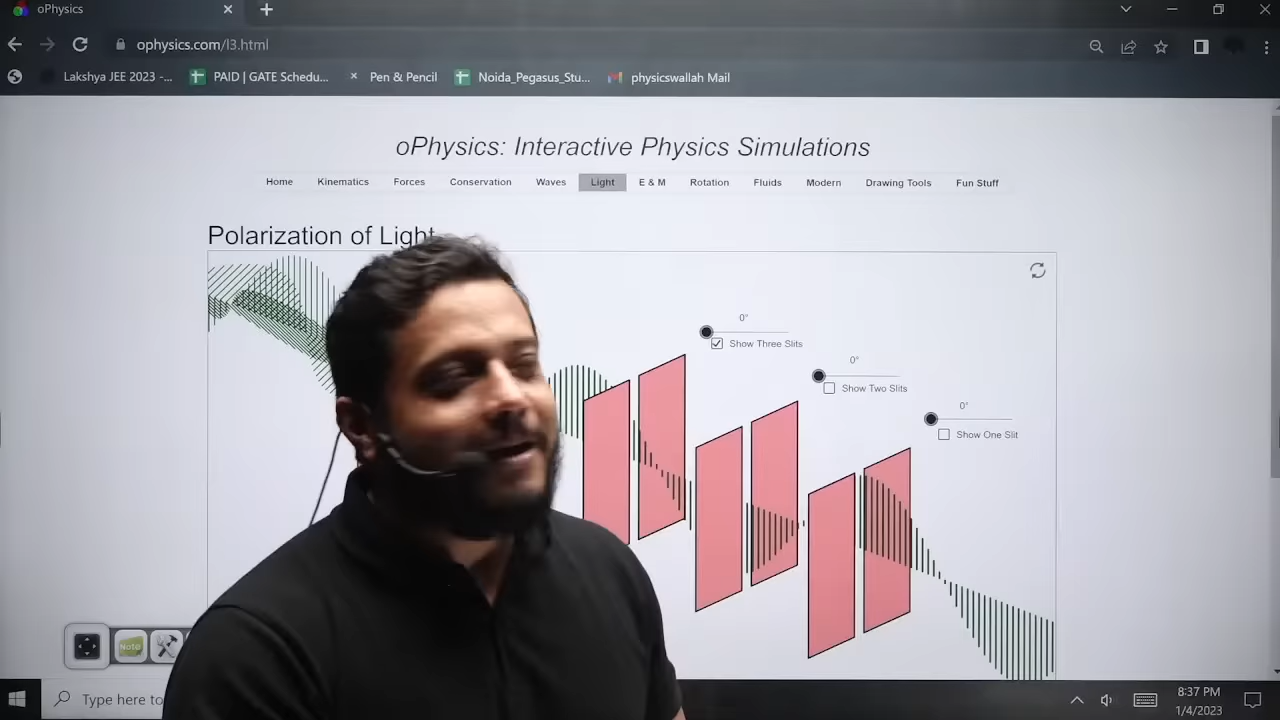 oPhysics
ophysics.com/l3.html
Lakshya JEE 2023 -...
PAID | GATE Schedu...
Pen & Pencil
Noida_Pegasus_Stu...
physicswallah Mail
oPhysics: Interactive Physics Simulations
Home Kinematics Forces Conservation Waves Light E & M Rotation Fluids Modern Drawing Tools Fun Stuff
Polarization of Light
0°
Show Three Slits
0°
Show Two Slits
0°
Show One Slit
Note
Type here to
8:37 PM
1/4/2023